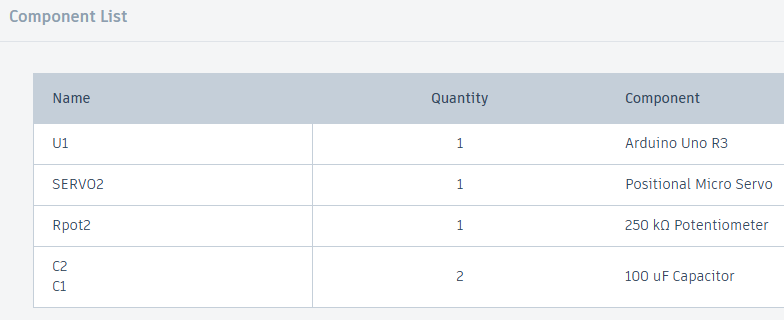 Component List
Name Quantity Component
U1 1 Arduino Uno R3
SERVO2 1 Positional Micro Servo
Rpot2 1 250 kΩ Potentiometer
C2
C1 2 100 uF Capacitor